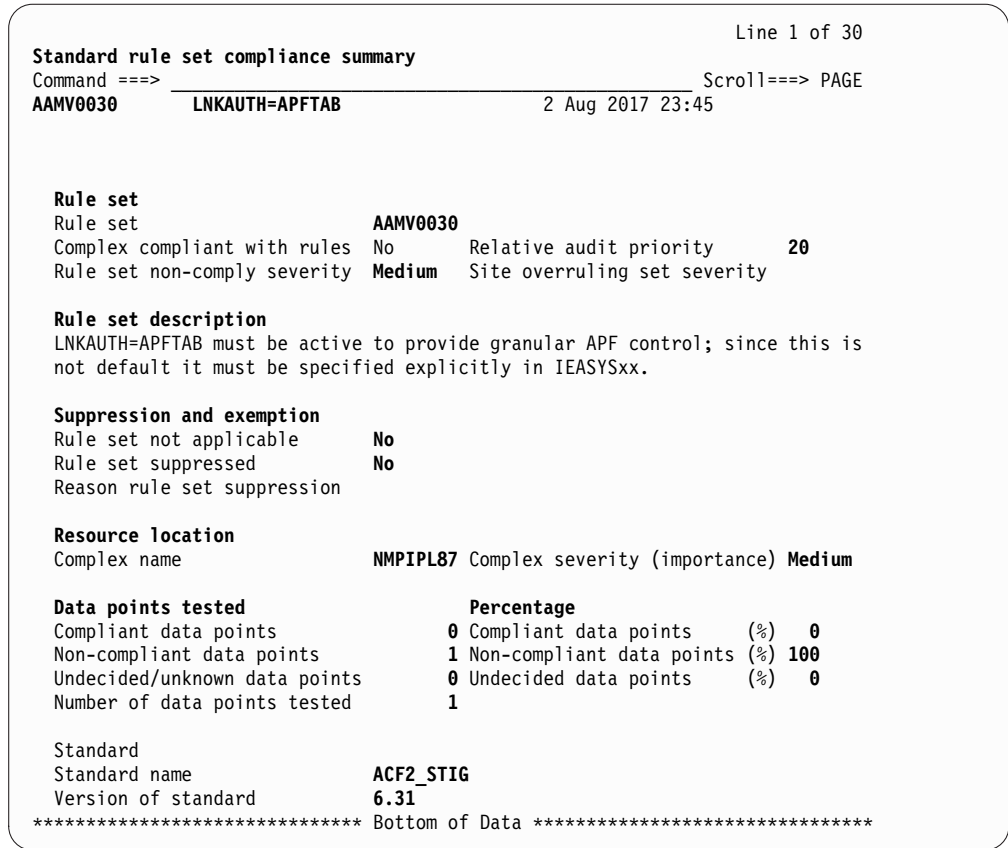 Line 1 of 30
Standard rule set compliance summary
Command ===> _________________________________________________ Scroll===> PAGE
AAMV0030 LNKAUTH=APFTAB 2 Aug 2017 23:45
Rule set
Rule set AAMV0030
Complex compliant with rules No Relative audit priority 20
Rule set non-comply severity Medium Site overruling set severity
Rule set description
LNKAUTH=APFTAB must be active to provide granular APF control; since this is
not default it must be specified explicitly in IEASYSxx.
Suppression and exemption
Rule set not applicable No
Rule set suppressed No
Reason rule set suppression
Resource location
Complex name NMPIPL87 Complex severity (importance) Medium
Data points tested Percentage
Compliant data points 0 Compliant data points (%) 0
Non-compliant data points 1 Non-compliant data points (%) 100
Undecided/unknown data points 0 Undecided data points (%) 0
Number of data points tested 1
Standard
Standard name ACF2_STIG
Version of standard 6.31
******************************* Bottom of Data ********************************